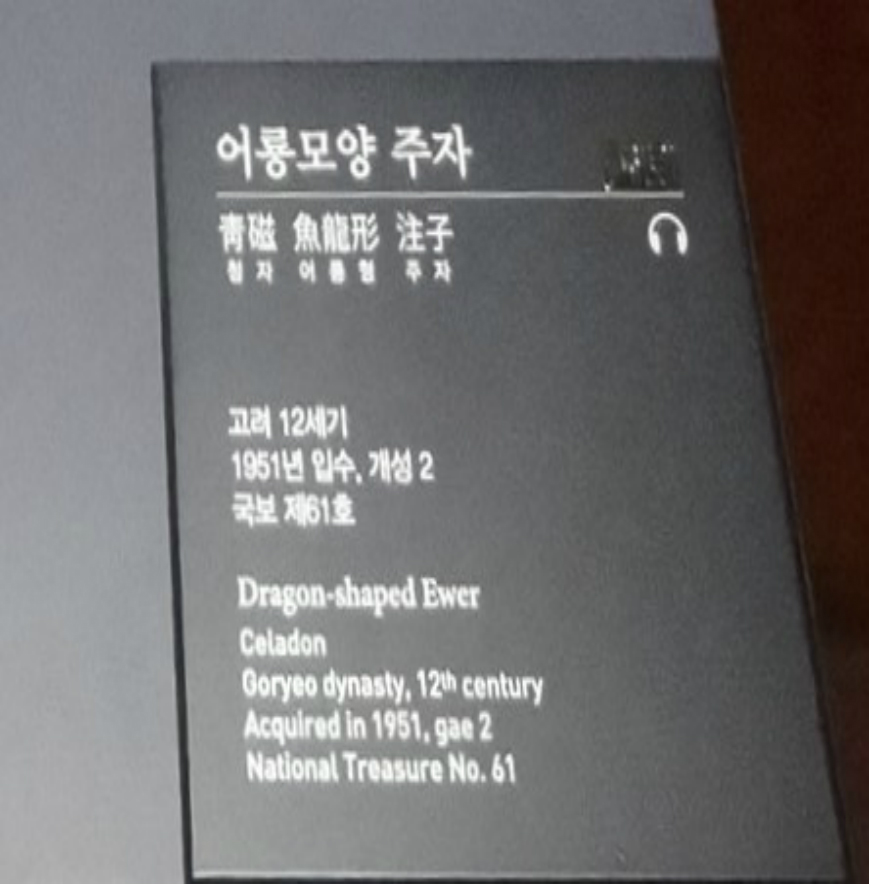 어룡모양 주자
靑磁 魚龍形 注子
청 자 어 룡 형 주 자
고려 12세기
1951년 입수, 개성 2
국보 제61호
Dragon-shaped Ewer
Celadon
Goryeo dynasty, 12th century
Acquired in 1951, gae 2
National Treasure No. 61